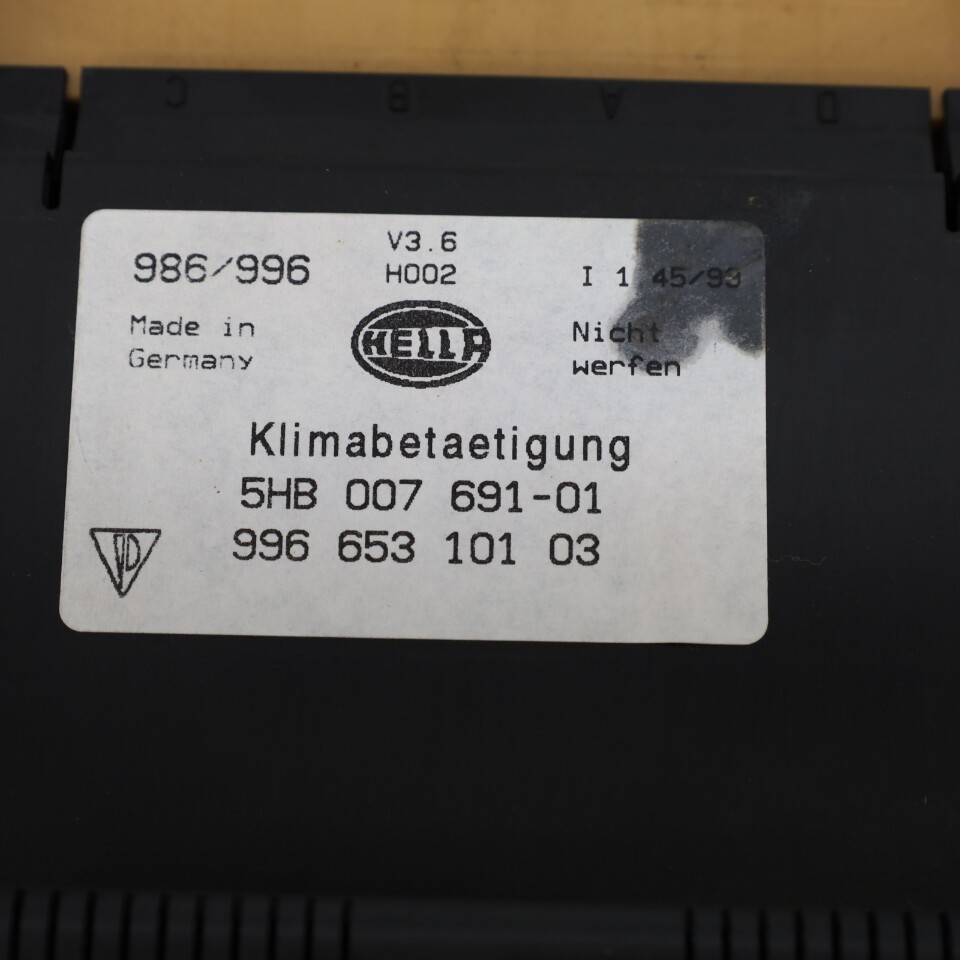 C B A D
V3.6
986/996 H002 I 1 45/99
Made in Germany
HELLA
Nicht werfen
Klimabetaetigung
5HB 007 691-01
996 653 101 03